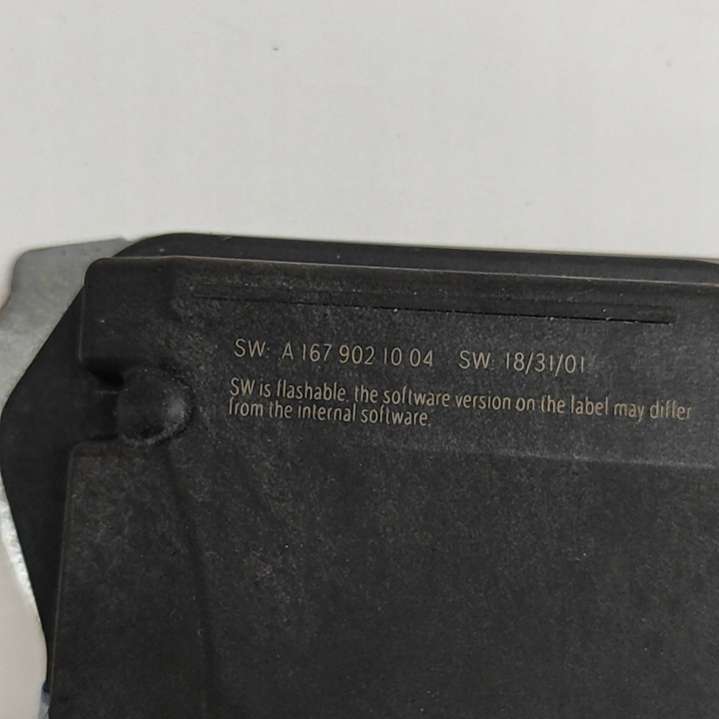 SW: A 167 902 10 04 SW: 18/31/01
SW is flashable. the software version on the label may differ
from the internal software.